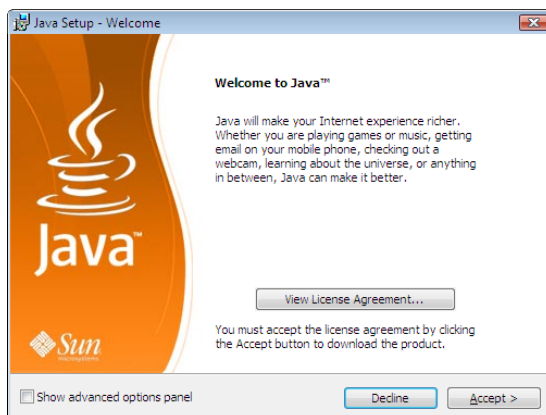 Java Setup - Welcome
Welcome to Java™
Java will make your Internet experience richer.
Whether you are playing games or music, getting
email on your mobile phone, checking out a
webcam, learning about the universe, or anything
in between, Java can make it better.
Java™
View License Agreement...
You must accept the license agreement by clicking
the Accept button to download the product.
Sun
microsystems
Show advanced options panel
Decline
Accept >